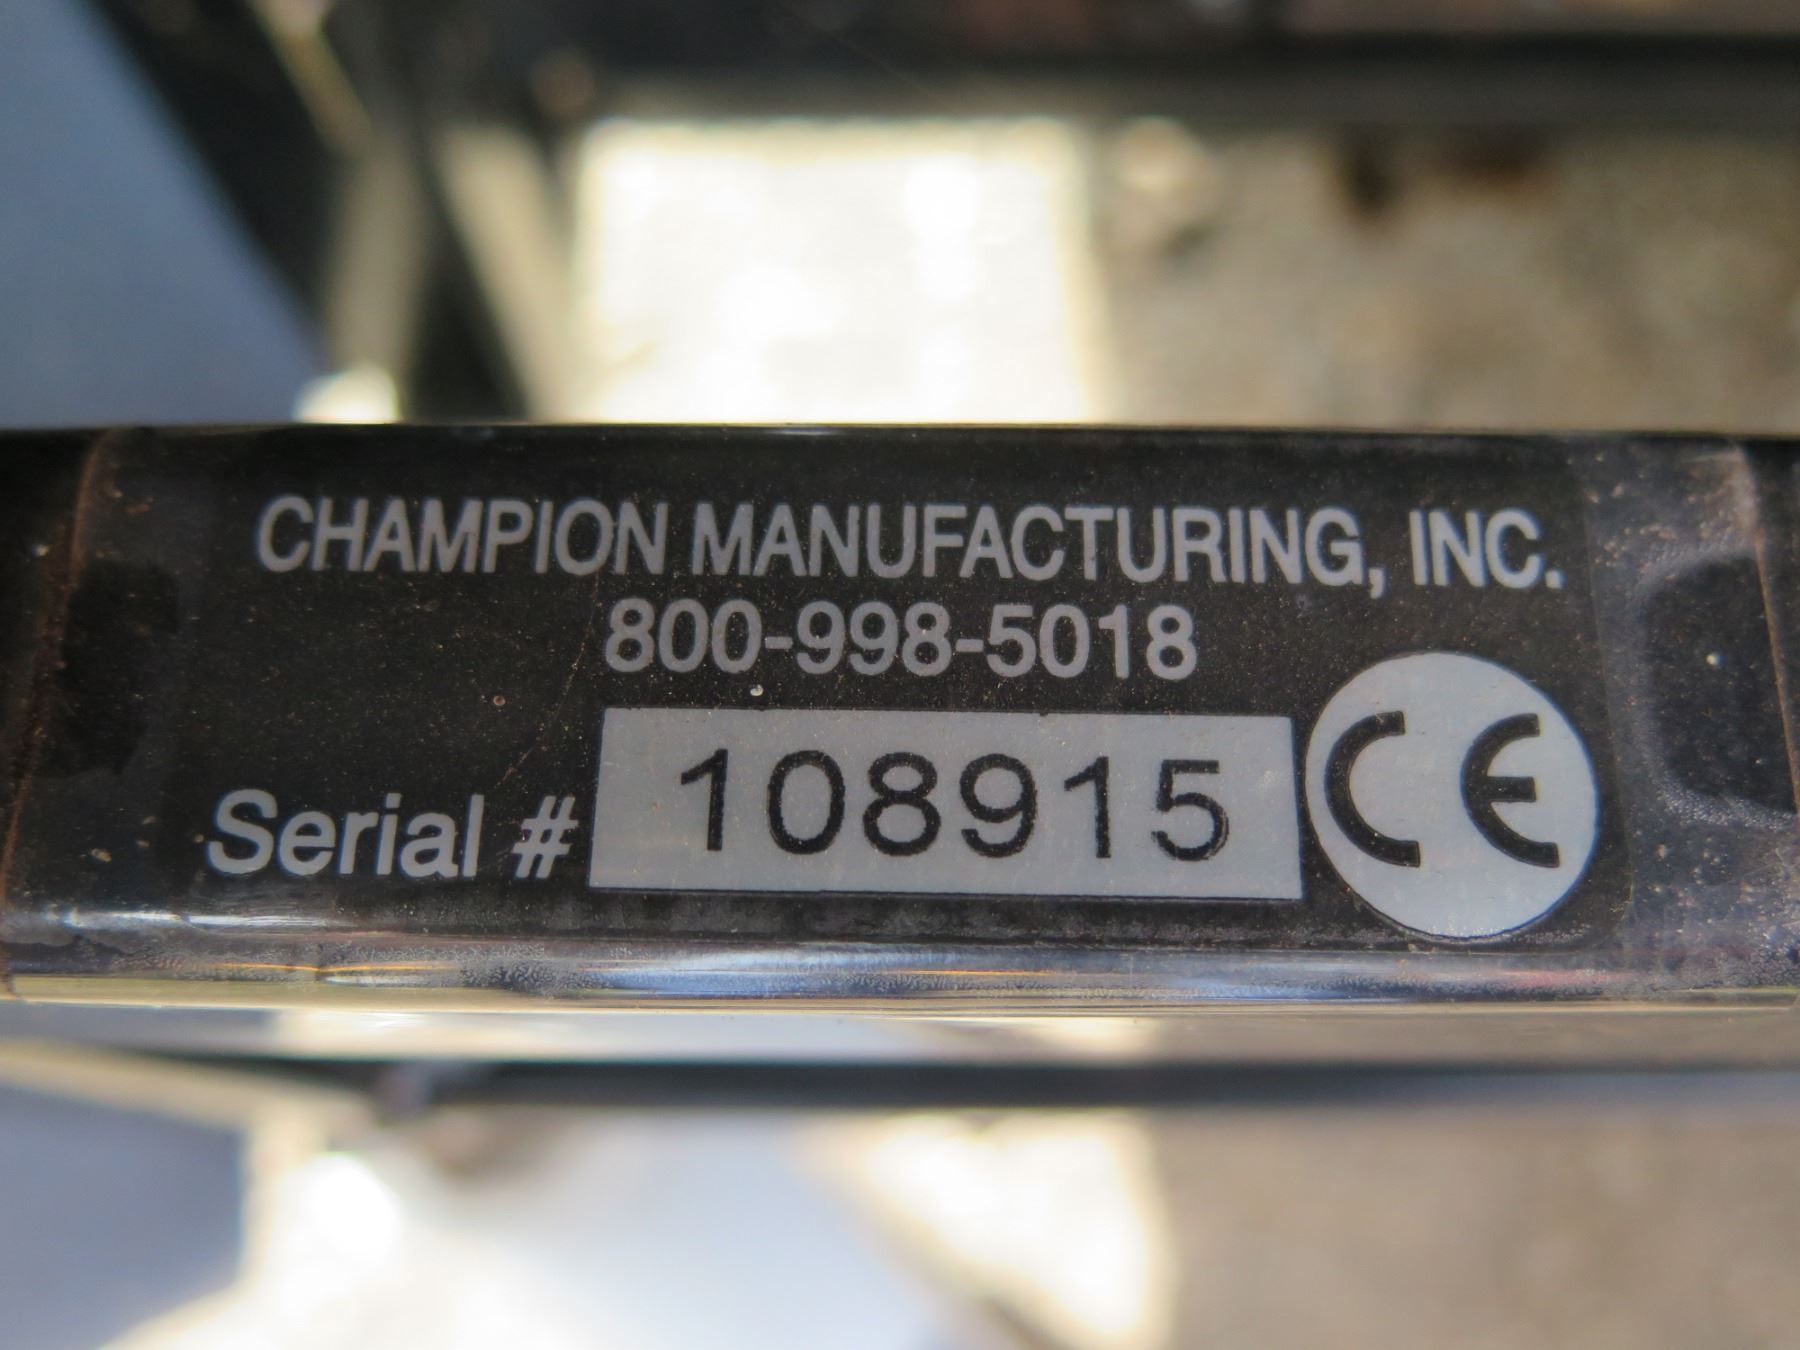 CHAMPION MANUFACTURING, INC.
800-998-5018
Serial # 108915 CE